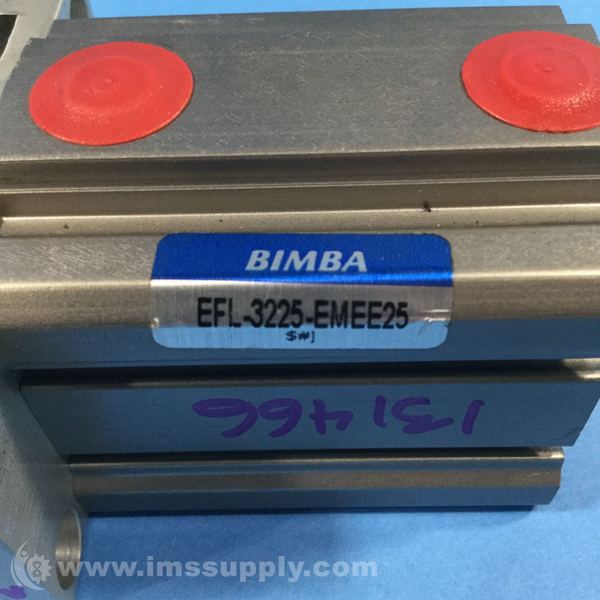 BIMBA
EFL-3225-EMEE25
$#]
131466
www.imssupply.com